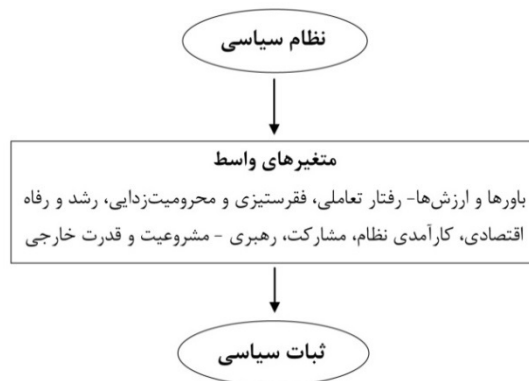 نظام سیاسی
متغیرهای واسط
باورها و ارزش‌ها- رفتار تعاملی، فقرستیزی و محرومیت‌زدایی، رشد و رفاه
اقتصادی، کارآمدی نظام، مشارکت، رهبری - مشروعیت و قدرت خارجی
ثبات سیاسی